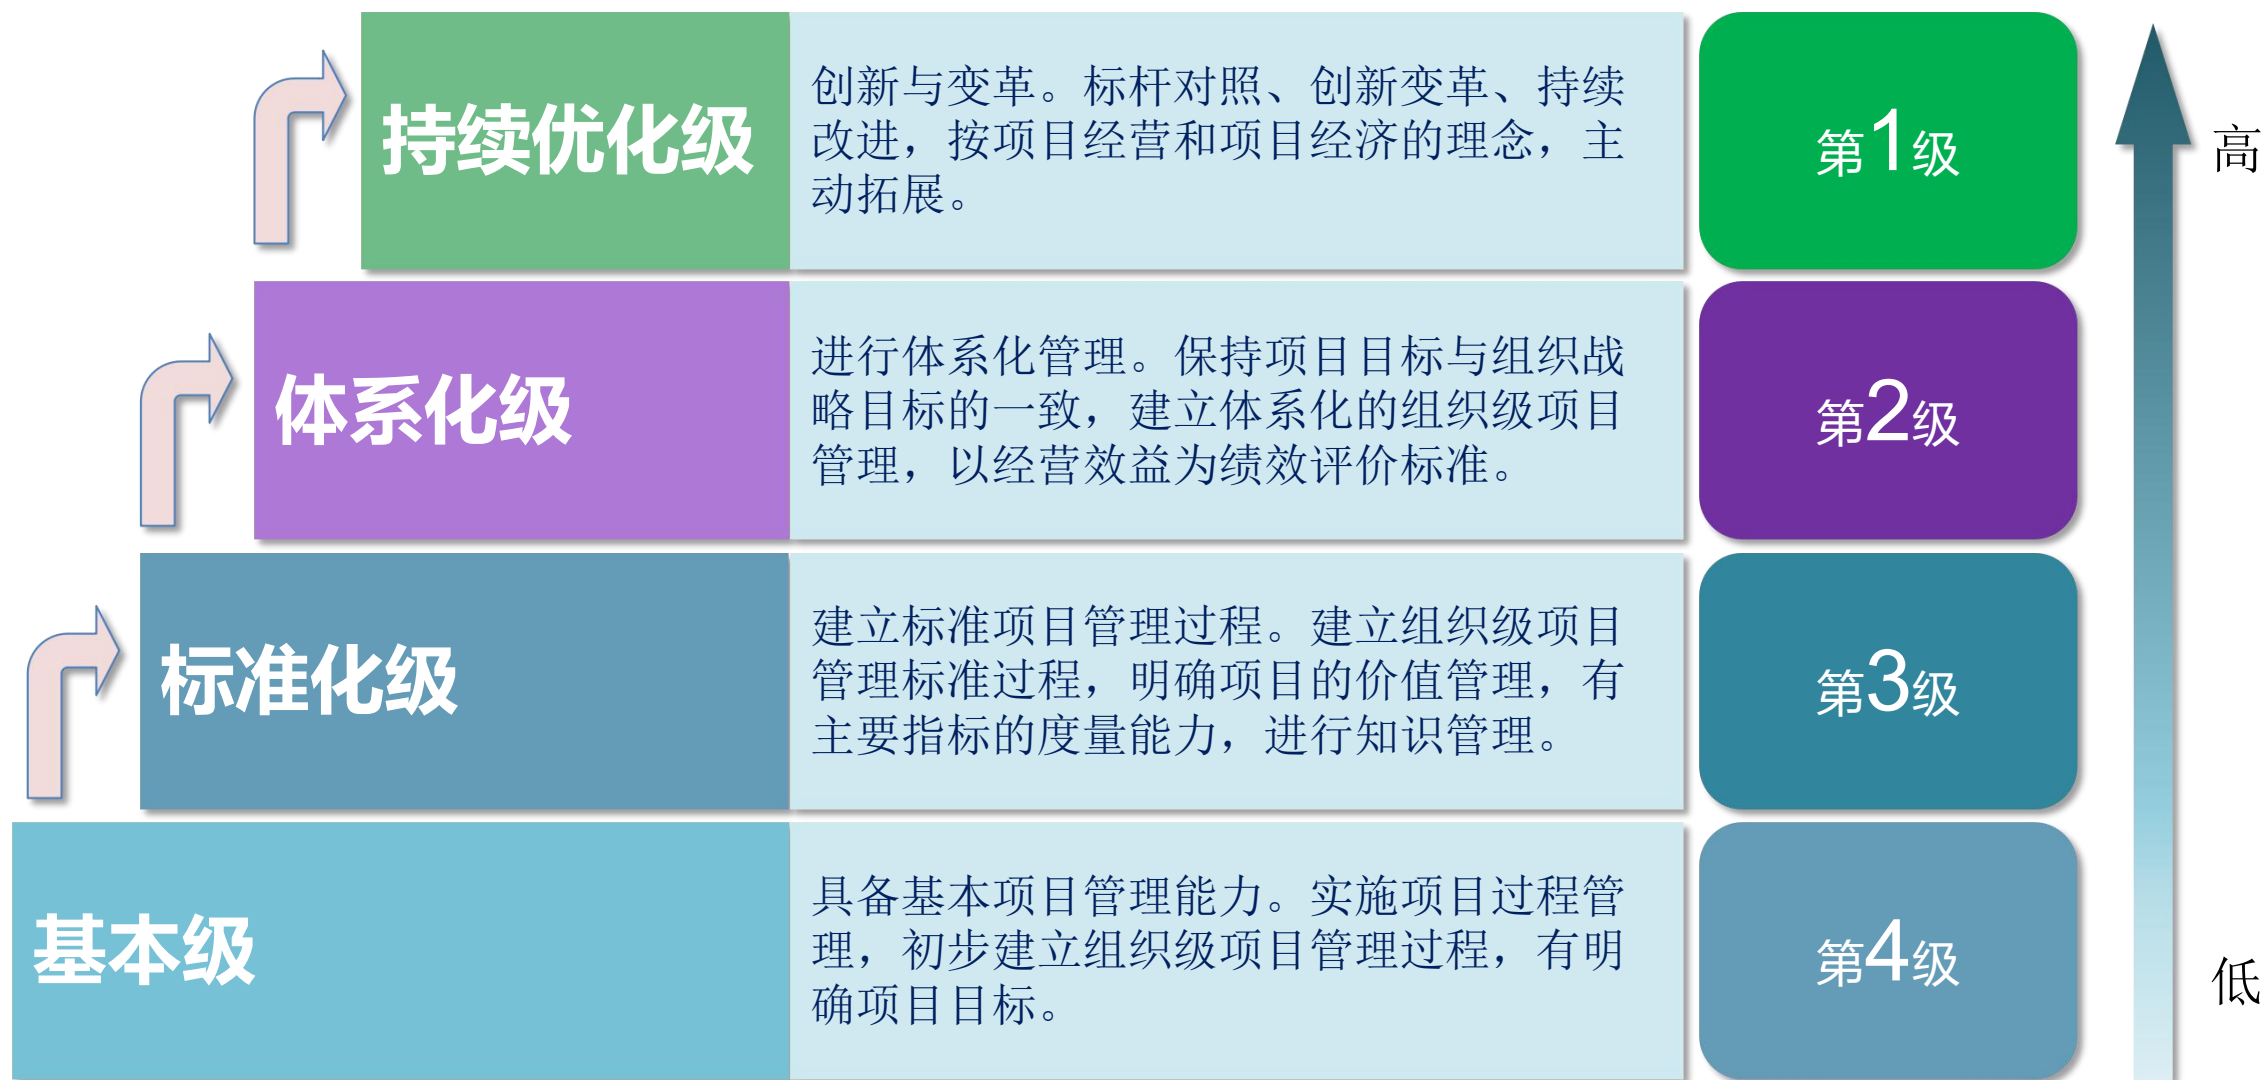 持续优化级
创新与变革。标杆对照、创新变革、持续
改进，按项目经营和项目经济的理念，主
动拓展。
第1级
高
体系化级
进行体系化管理。保持项目目标与组织战
略目标的一致，建立体系化的组织级项目
管理，以经营效益为绩效评价标准。
第2级
标准化级
建立标准项目管理过程。建立组织级项目
管理标准过程，明确项目的价值管理，有
主要指标的度量能力，进行知识管理。
第3级
基本级
具备基本项目管理能力。实施项目过程管
理，初步建立组织级项目管理过程，有明
确项目目标。
第4级
低